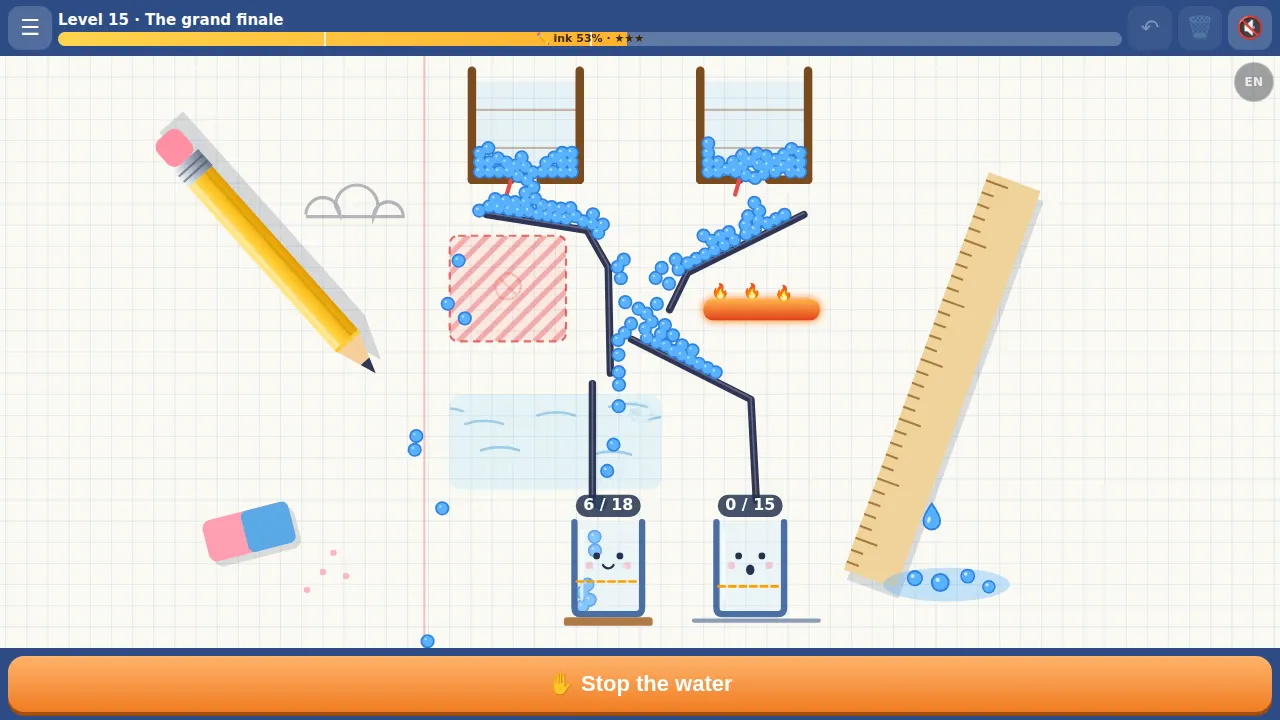 Level 15 · The grand finale
ink 53% · ★★★
EN
6 / 18
0 / 15
Stop the water